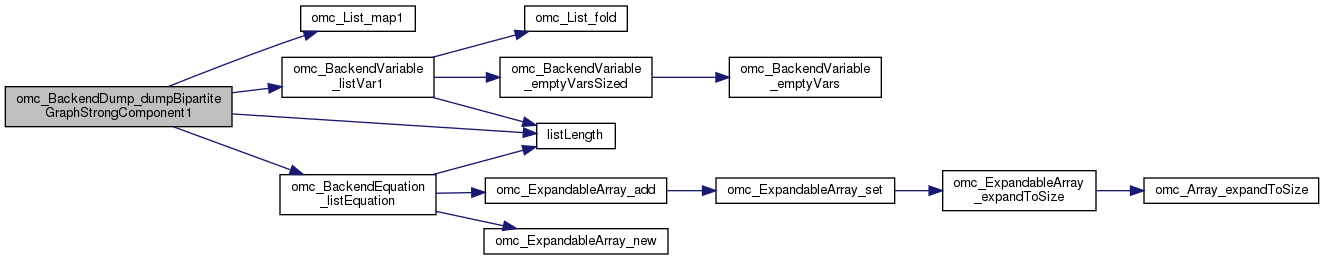 omc_List_map1
omc_List_fold
omc_BackendVariable
_listVar1
omc_BackendVariable
_emptyVarsSized
omc_BackendVariable
_emptyVars
omc_BackendDump_dumpBipartite
GraphStrongComponent1
listLength
omc_BackendEquation
_listEquation
omc_ExpandableArray_add
omc_ExpandableArray_set
omc_ExpandableArray
_expandToSize
omc_Array_expandToSize
omc_ExpandableArray_new